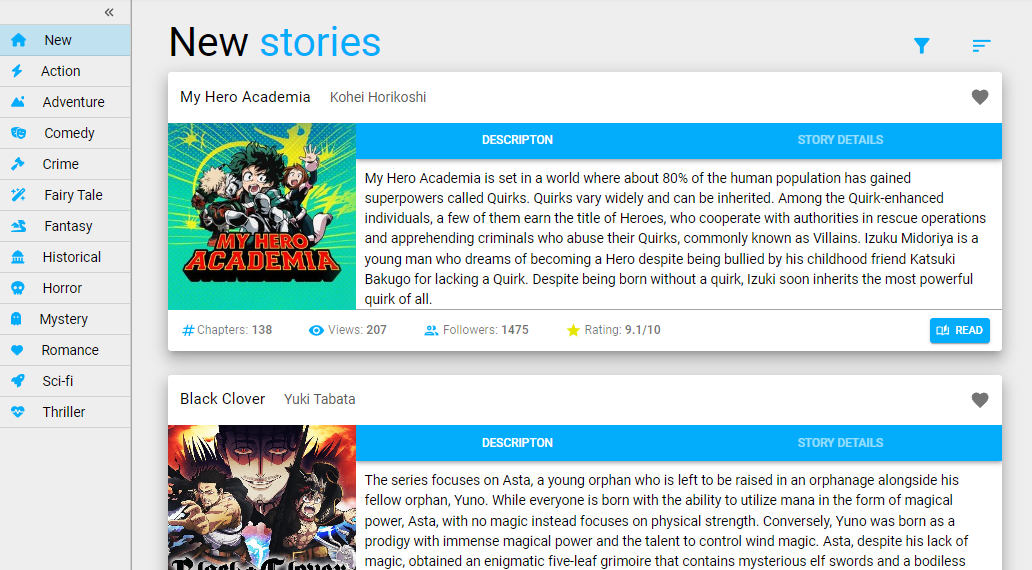 New
Action
Adventure
Comedy
Crime
Fairy Tale
Fantasy
Historical
Horror
Mystery
Romance
Sci-fi
Thriller
New stories
My Hero Academia Kohei Horikoshi
MY HERO
ACADEMIA
DESCRIPTON STORY DETAILS
My Hero Academia is set in a world where about 80% of the human population has gained
superpowers called Quirks. Quirks vary widely and can be inherited. Among the Quirk-enhanced
individuals, a few of them earn the title of Heroes, who cooperate with authorities in rescue operations
and apprehending criminals who abuse their Quirks, commonly known as Villains. Izuku Midoriya is a
young man who dreams of becoming a Hero despite being bullied by his childhood friend Katsuki
Bakugo for lacking a Quirk. Despite being born without a quirk, Izuki soon inherits the most powerful
quirk of all.
Chapters: 138 Views: 207 Followers: 1475 Rating: 9.1/10 READ
Black Clover Yuki Tabata
Black Clover
DESCRIPTON STORY DETAILS
The series focuses on Asta, a young orphan who is left to be raised in an orphanage alongside his
fellow orphan, Yuno. While everyone is born with the ability to utilize mana in the form of magical
power, Asta, with no magic instead focuses on physical strength. Conversely, Yuno was born as a
prodigy with immense magical power and the talent to control wind magic. Asta, despite his lack of
magic, obtained an enigmatic five-leaf grimoire that contains mysterious elf swords and a bodiless